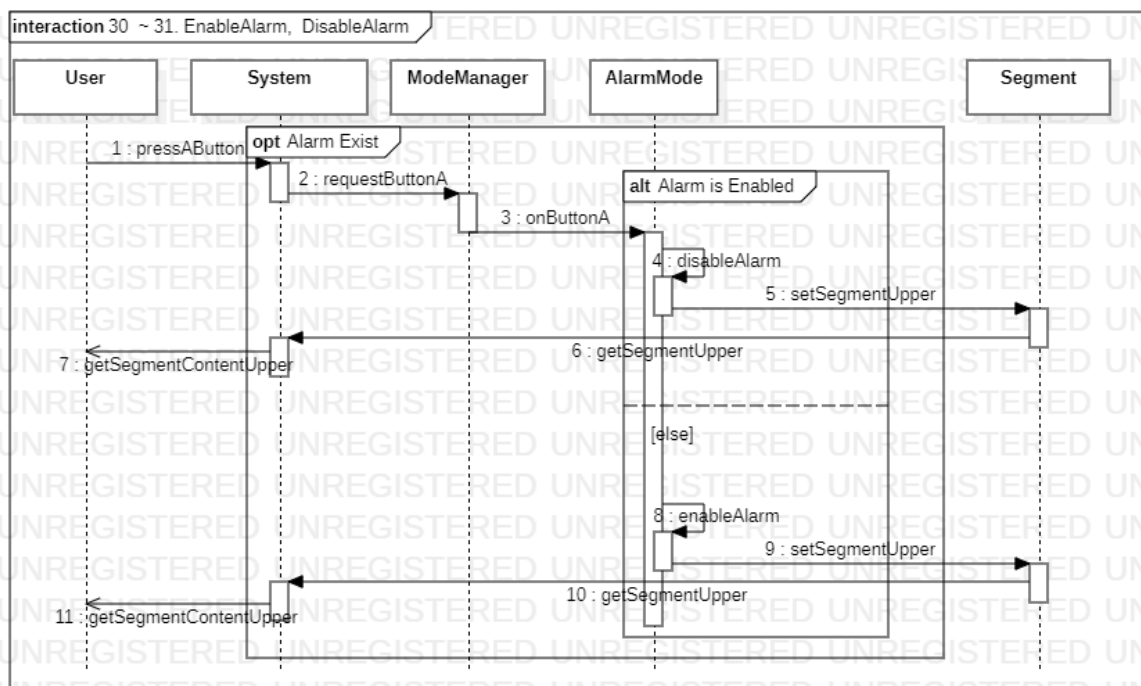 interaction 30 ~ 31. EnableAlarm, DisableAlarm
User
System
ModeManager
AlarmMode
Segment
opt Alarm Exist
1 : pressAButton
2 : requestButtonA
alt Alarm is Enabled
3 : onButtonA
4 : disableAlarm
5 : setSegmentUpper
6 : getSegmentUpper
7 : getSegmentContentUpper
[else]
8 : enableAlarm
9 : setSegmentUpper
10 : getSegmentUpper
11 : getSegmentContentUpper
UNREGISTERED